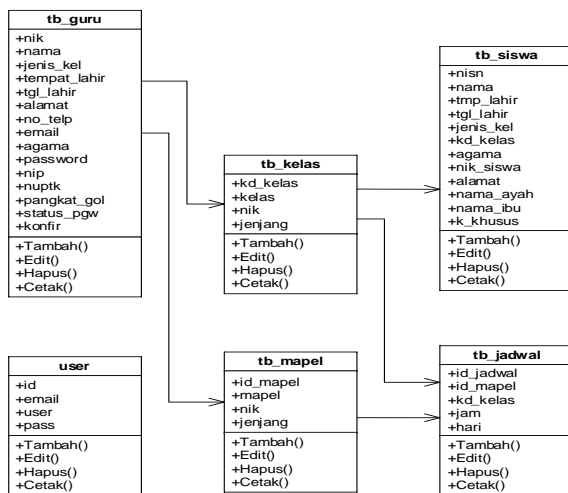 tb_guru
+nik
+nama
+jenis_kel
+tempat_lahir
+tgl_lahir
+alamat
+no_telp
+email
+agama
+password
+nip
+nuptk
+pangkat_gol
+status_pgw
+konfir
+Tambah()
+Edit()
+Hapus()
+Cetak()
tb_kelas
+kd_kelas
+kelas
+nik
+jenjang
+Tambah()
+Edit()
+Hapus()
+Cetak()
tb_siswa
+nisn
+nama
+tmp_lahir
+tgl_lahir
+jenis_kel
+kd_kelas
+agama
+nik_siswa
+alamat
+nama_ayah
+nama_ibu
+k_khusus
+Tambah()
+Edit()
+Hapus()
+Cetak()
user
+id
+email
+user
+pass
+Tambah()
+Edit()
+Hapus()
+Cetak()
tb_mapel
+id_mapel
+mapel
+nik
+jenjang
+Tambah()
+Edit()
+Hapus()
+Cetak()
tb_jadwal
+id_jadwal
+id_mapel
+kd_kelas
+jam
+hari
+Tambah()
+Edit()
+Hapus()
+Cetak()